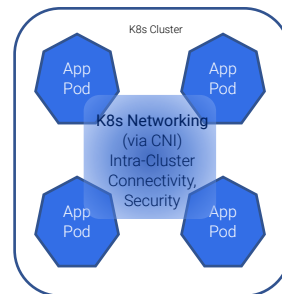 K8s Cluster
App
Pod
App
Pod
K8s Networking
(via CNI)
Intra-Cluster
Connectivity,
Security
App
Pod
App
Pod